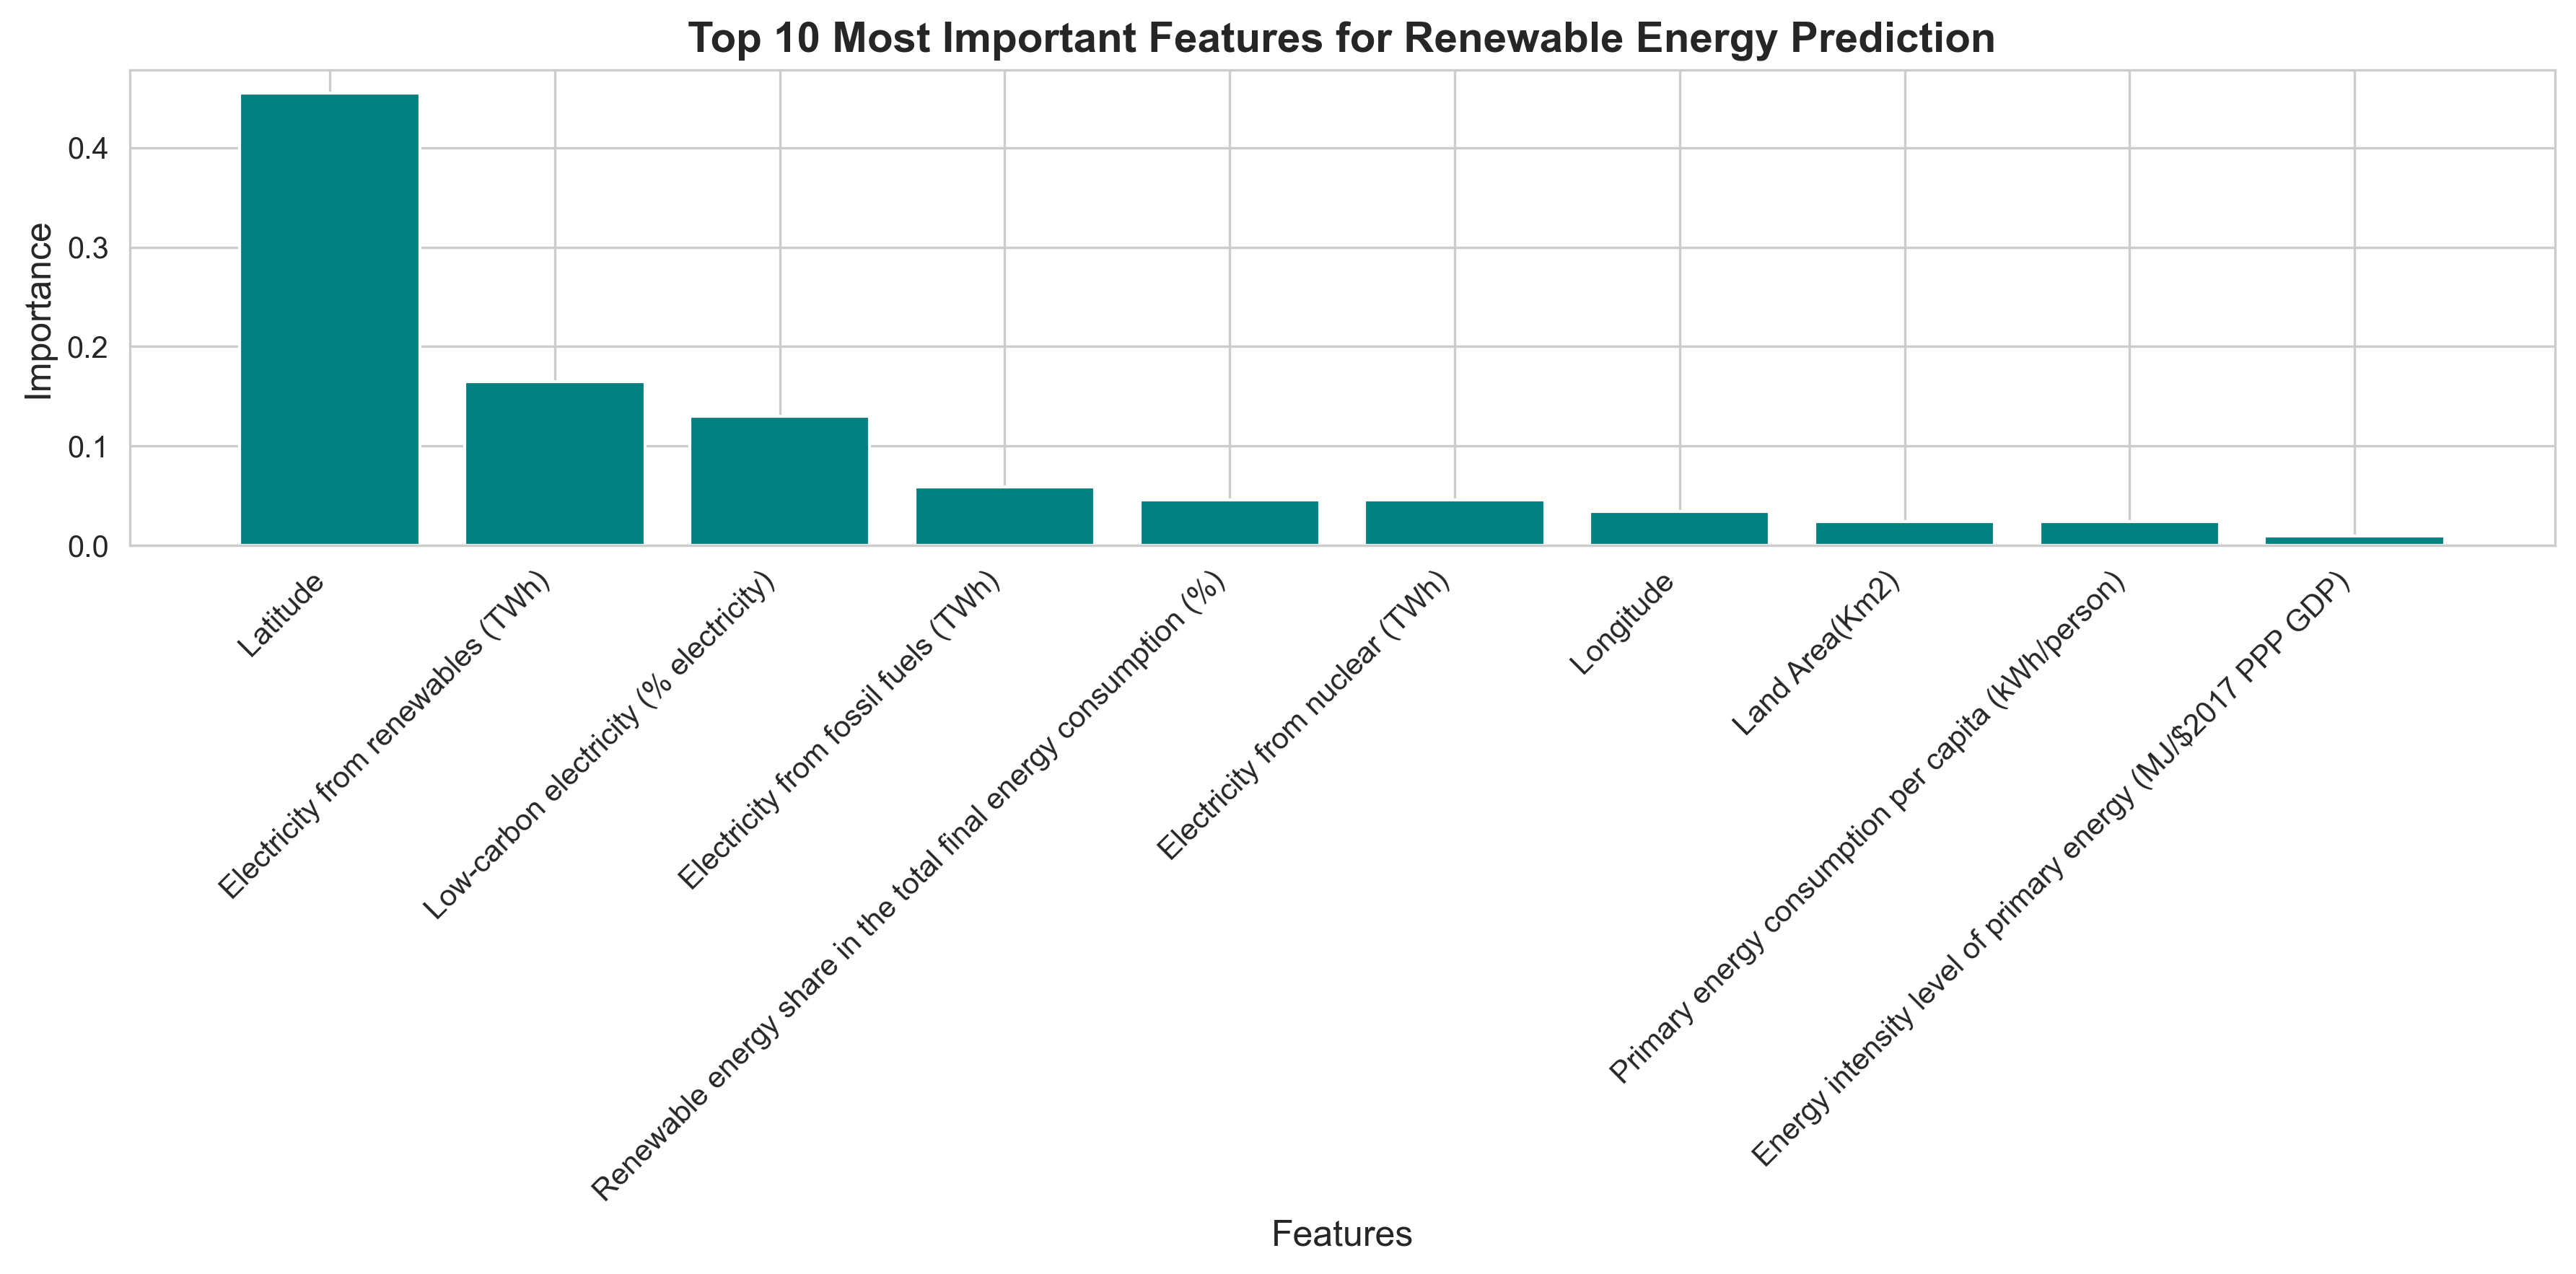 Top 10 Most Important Features for Renewable Energy Prediction
Importance
0.4
0.3
0.2
0.1
0.0
Latitude
Electricity from renewables (TWh)
Low-carbon electricity (% electricity)
Electricity from fossil fuels (TWh)
Renewable energy share in the total final energy consumption (%)
Electricity from nuclear (TWh)
Longitude
Land Area(Km2)
Primary energy consumption per capita (kWh/person)
Energy intensity level of primary energy (MJ/$2017 PPP GDP)
Features